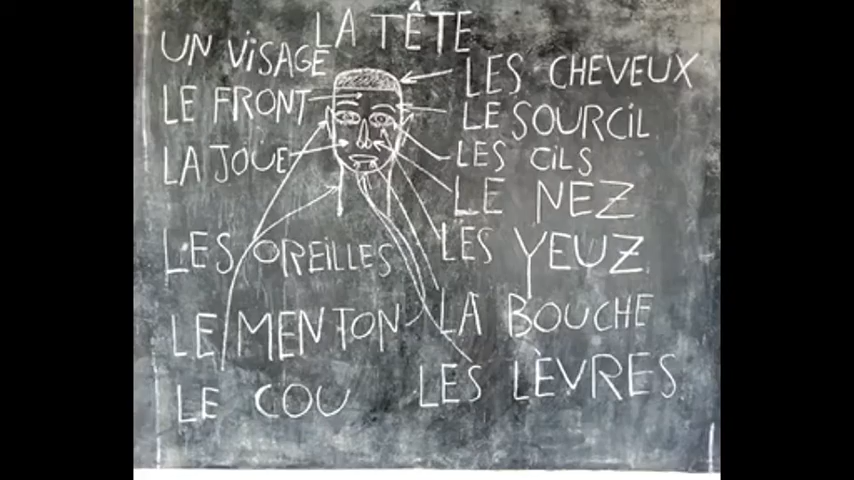 LA TÊTE
UN VISAGE
LE FRONT
LA JOUE
LES OREILLES
LE MENTON
LE COU
LES CHEVEUX
LE SOURCIL
LES CILS
LE NEZ
LES YEUZ
LA BOUCHE
LES LÈVRES